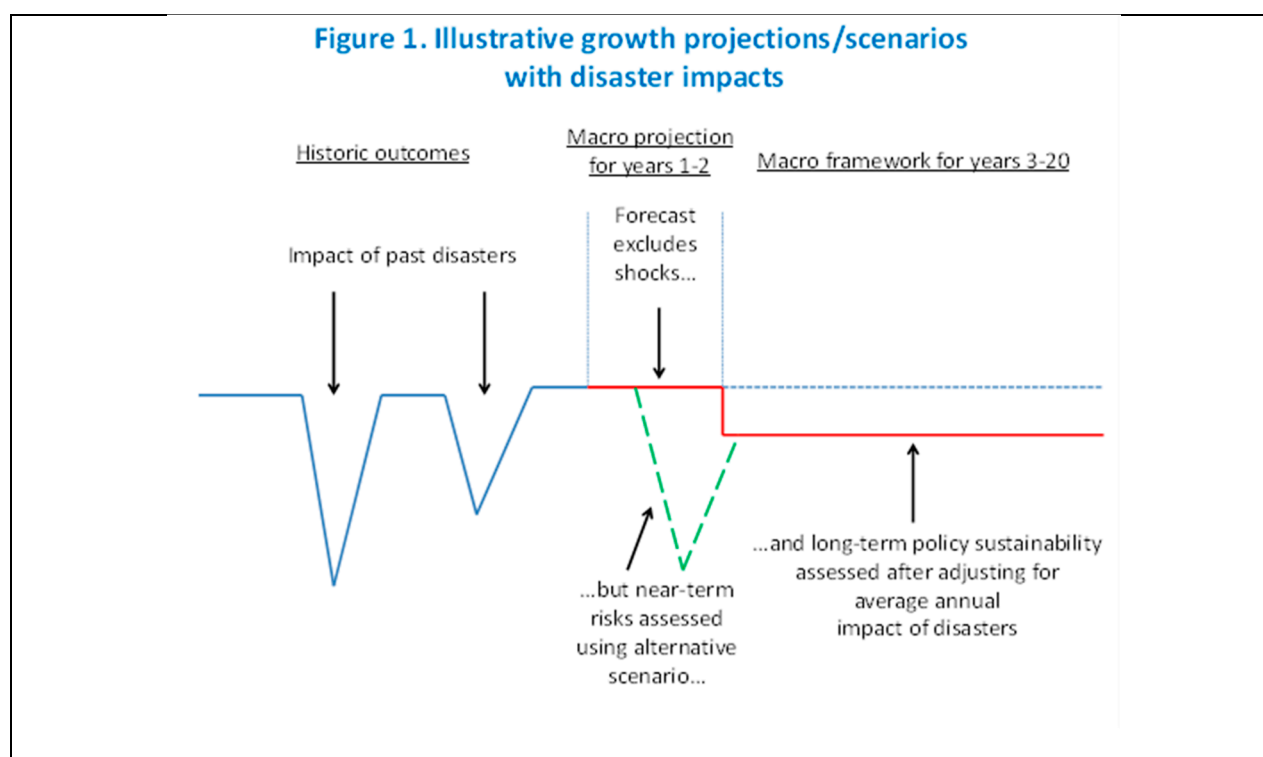 Figure 1. Illustrative growth projections/scenarios
with disaster impacts
Historic outcomes
Macro projection
for years 1-2
Macro framework for years 3-20
Impact of past disasters
Forecast
excludes
shocks...
...but near-term
risks assessed
using alternative
scenario...
...and long-term policy sustainability
assessed after adjusting for
average annual
impact of disasters